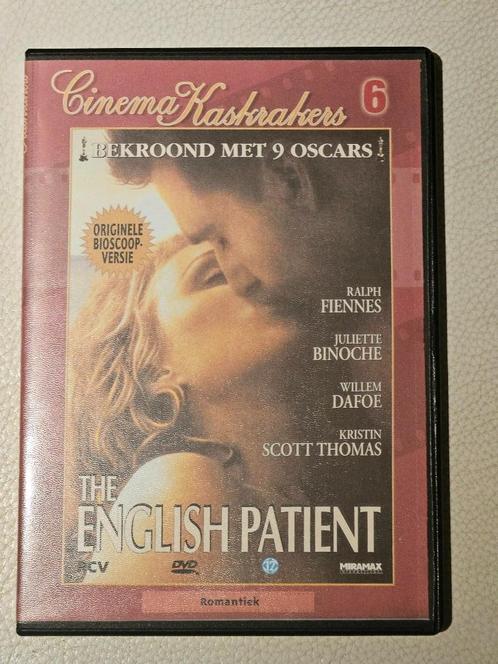 Cinema Kaskrakers 6
BEKROOND MET 9 OSCARS
ORIGINELE
BIOSCOOP-
VERSIE
RALPH
FIENNES
JULIETTE
BINOCHE
WILLEM
DAFOE
KRISTIN
SCOTT THOMAS
THE
ENGLISH PATIENT
RCV
DVD
12
MIRAMAX
Romantiek